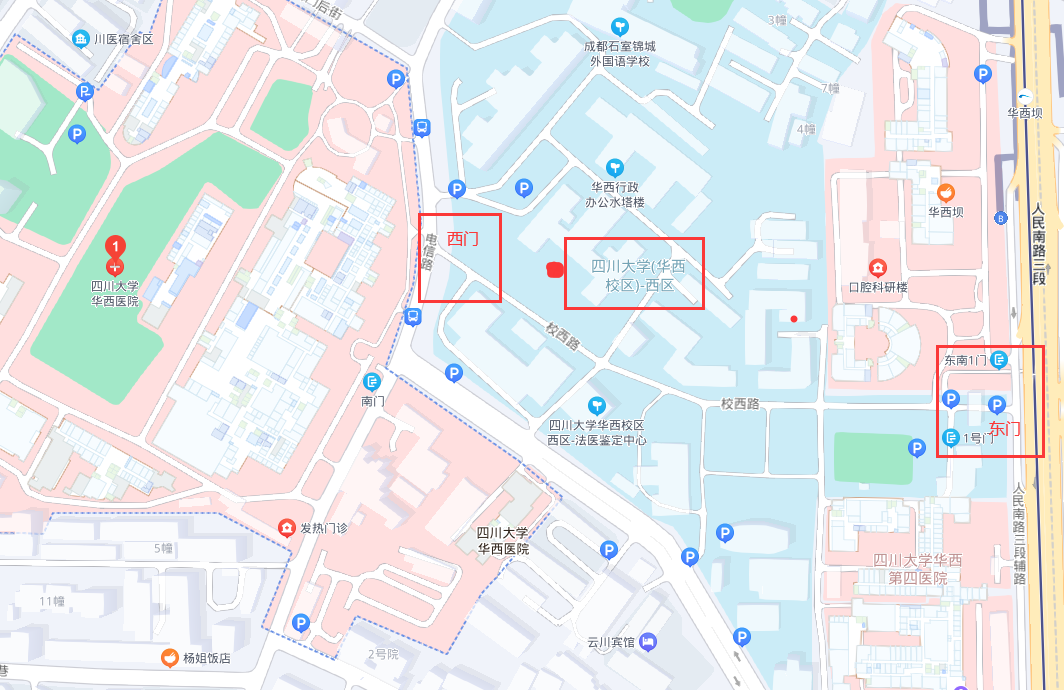 后街
川医宿舍区
成都石室锦城
外国语学校
3幢
7幢
4幢
华西坝
华西行政
办公水塔楼
华西坝
8
人民南路三段
西门
电信路
1
四川大学
华西医院
四川大学(华西
校区)-西区
口腔科研楼
校西路
东南1门
南门
校西路
四川大学华西校区
西区-法医鉴定中心
东门
1号门
人民南路三段辅路
发热门诊
四川大学
华西医院
5幢
四川大学华西
第四医院
11幢
杨姐饭店
2号院
云川宾馆
巷
P
P
P
P
P
P
P
P
P
P
P
P
P
P